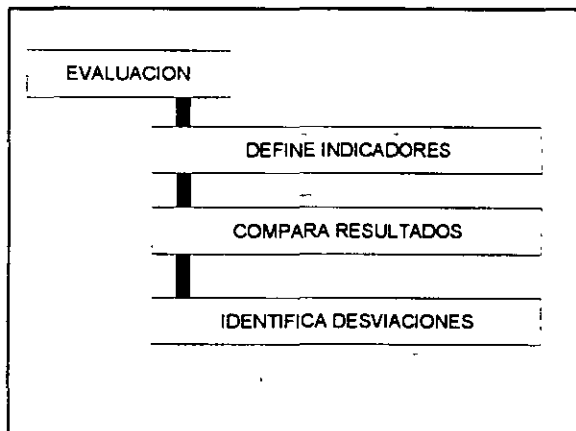 EVALUACION
DEFINE INDICADORES
COMPARA RESULTADOS
IDENTIFICA DESVIACIONES